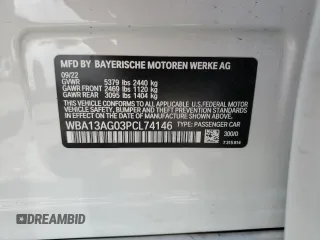 MFD BY BAYERISCHE MOTOREN WERKE AG
09/22
GVWR 5379 lbs 2440 kg
GAWR FRONT 2469 lbs 1120 kg
GAWR REAR 3095 lbs 1404 kg
THIS VEHICLE CONFORMS TO ALL APPLICABLE U.S. FEDERAL MOTOR
VEHICLE SAFETY, BUMPER AND THEFT PREVENTION STANDARDS
IN EFFECT ON THE DATE OF MANUFACTURE SHOWN ABOVE.
WBA13AG03PCL74146 TYPE: PASSENGER CAR
300/0
DREAMBID